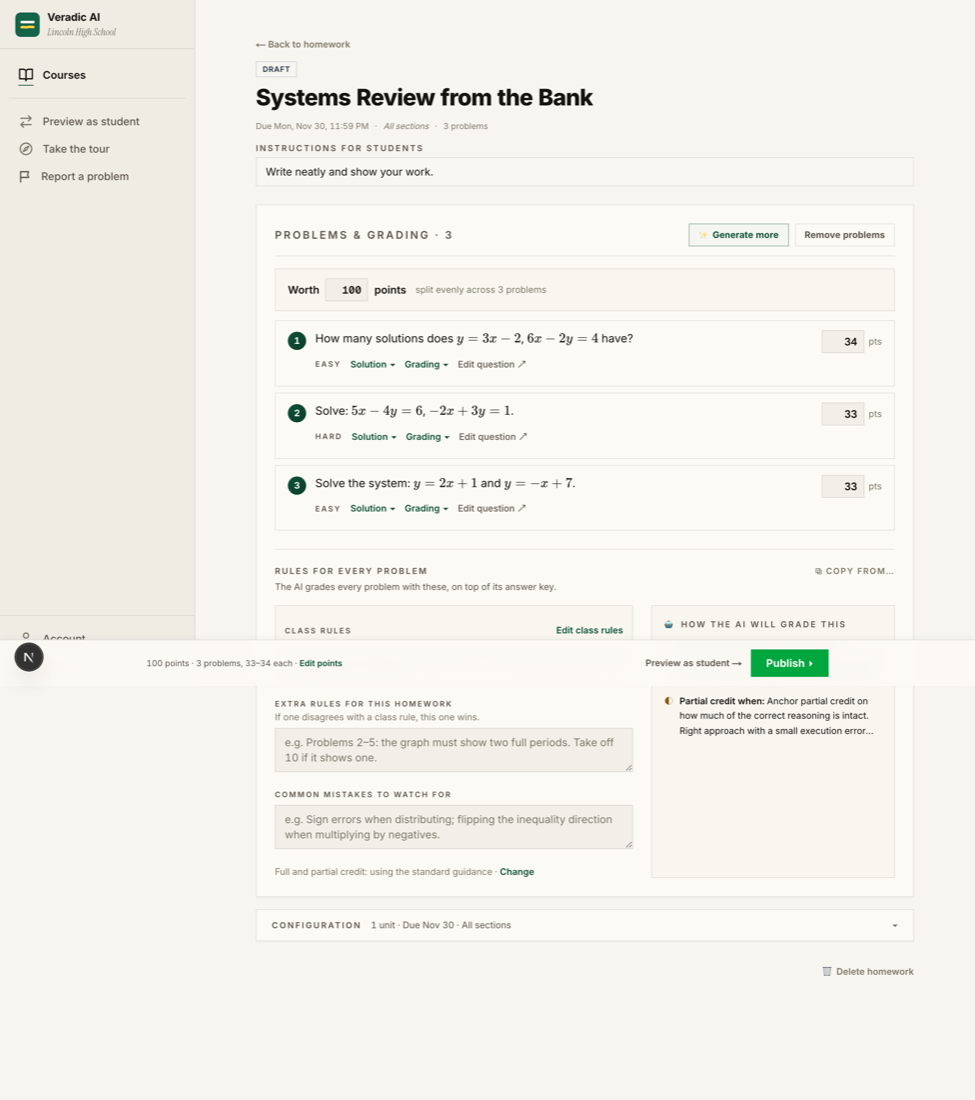 Veradic AI
Lincoln High School
Courses
Preview as student
Take the tour
Report a problem
← Back to homework
DRAFT
Systems Review from the Bank
Due Mon, Nov 30, 11:59 PM · All sections · 3 problems
INSTRUCTIONS FOR STUDENTS
Write neatly and show your work.
PROBLEMS & GRADING · 3
Generate more
Remove problems
Worth 100 points split evenly across 3 problems
1 How many solutions does y = 3x − 2, 6x − 2y = 4 have? 34 pts
EASY Solution Grading Edit question ↗
2 Solve: 5x − 4y = 6, −2x + 3y = 1. 33 pts
HARD Solution Grading Edit question ↗
3 Solve the system: y = 2x + 1 and y = −x + 7. 33 pts
EASY Solution Grading Edit question ↗
RULES FOR EVERY PROBLEM
COPY FROM...
The AI grades every problem with these, on top of its answer key.
CLASS RULES
Edit class rules
HOW THE AI WILL GRADE THIS
Account
N
100 points · 3 problems, 33–34 each · Edit points
Preview as student →
Publish
Partial credit when: Anchor partial credit on
how much of the correct reasoning is intact.
Right approach with a small execution error...
EXTRA RULES FOR THIS HOMEWORK
If one disagrees with a class rule, this one wins.
e.g. Problems 2–5: the graph must show two full periods. Take off
10 if it shows one.
COMMON MISTAKES TO WATCH FOR
e.g. Sign errors when distributing; flipping the inequality direction
when multiplying by negatives.
Full and partial credit: using the standard guidance · Change
CONFIGURATION 1 unit · Due Nov 30 · All sections
Delete homework